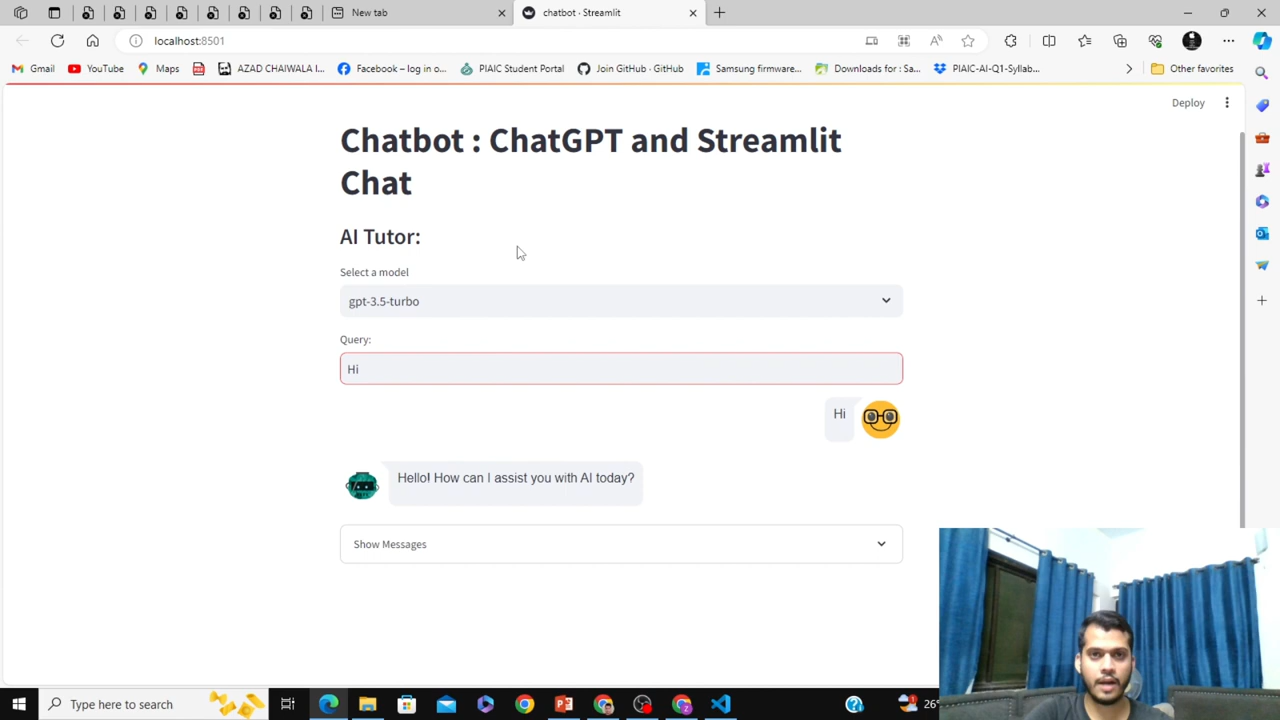 New tab
chatbot · Streamlit
localhost:8501
Gmail
YouTube
Maps
AZAD CHAIWALA I...
Facebook – log in o...
PIAIC Student Portal
Join GitHub · GitHub
Samsung firmware...
Downloads for : Sa...
PIAIC-AI-Q1-Syllab...
Other favorites
Deploy
Chatbot : ChatGPT and Streamlit
Chat
AI Tutor:
Select a model
gpt-3.5-turbo
Query:
Hi
Hi
Hello! How can I assist you with AI today?
Show Messages
Type here to search
26°